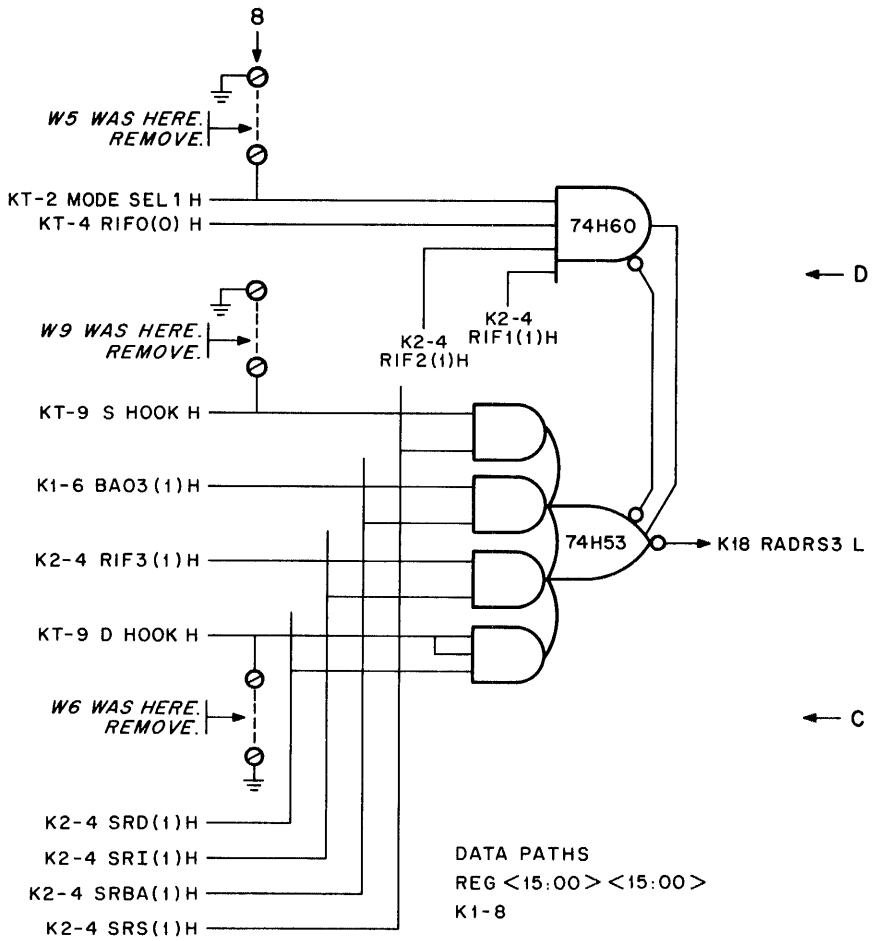 8
W5 WAS HERE.
REMOVE.
KT-2 MODE SEL 1 H
KT-4 RIF0(0) H
74H60
D
K2-4
RIF1(1)H
K2-4
RIF2(1)H
W9 WAS HERE.
REMOVE.
KT-9 S HOOK H
K1-6 BA03(1)H
74H53
K18 RADRS3 L
K2-4 RIF3(1)H
KT-9 D HOOK H
W6 WAS HERE.
REMOVE.
C
K2-4 SRD(1)H
K2-4 SRI(1)H
K2-4 SRBA(1)H
K2-4 SRS(1)H
DATA PATHS
REG <15:00> <15:00>
K1-8